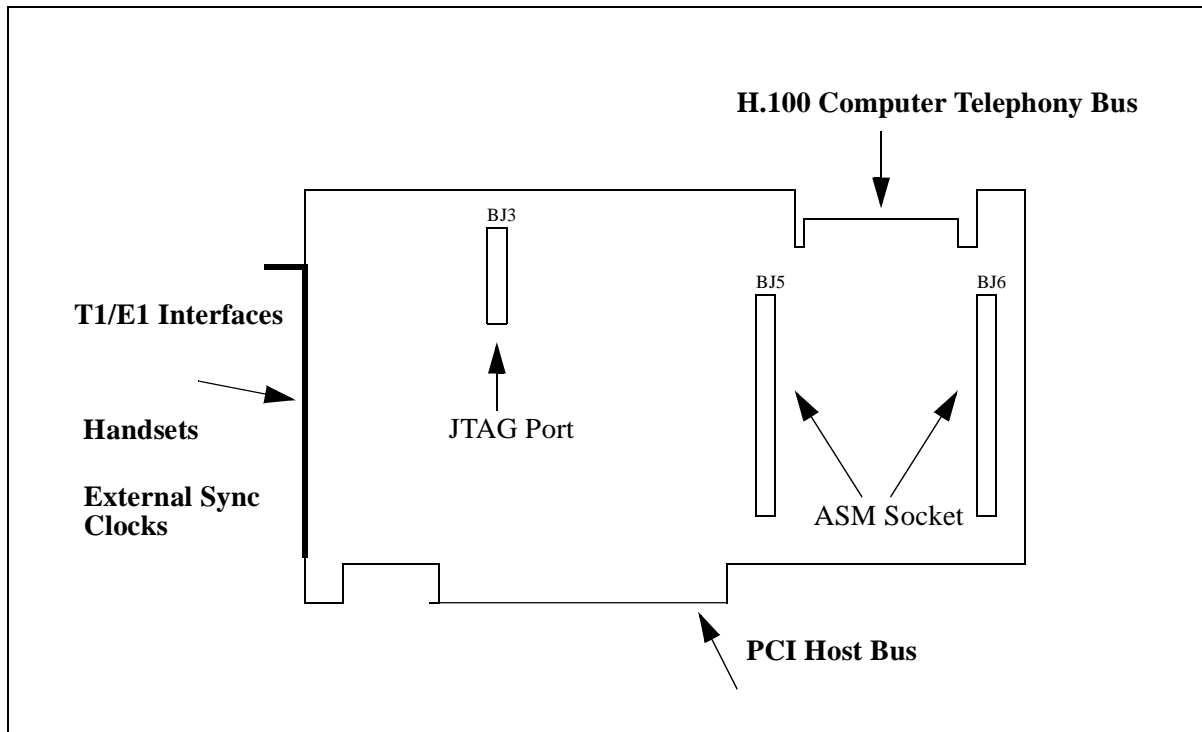 H.100 Computer Telephony Bus
BJ3
BJ5
BJ6
T1/E1 Interfaces
JTAG Port
Handsets
External Sync
Clocks
ASM Socket
PCI Host Bus